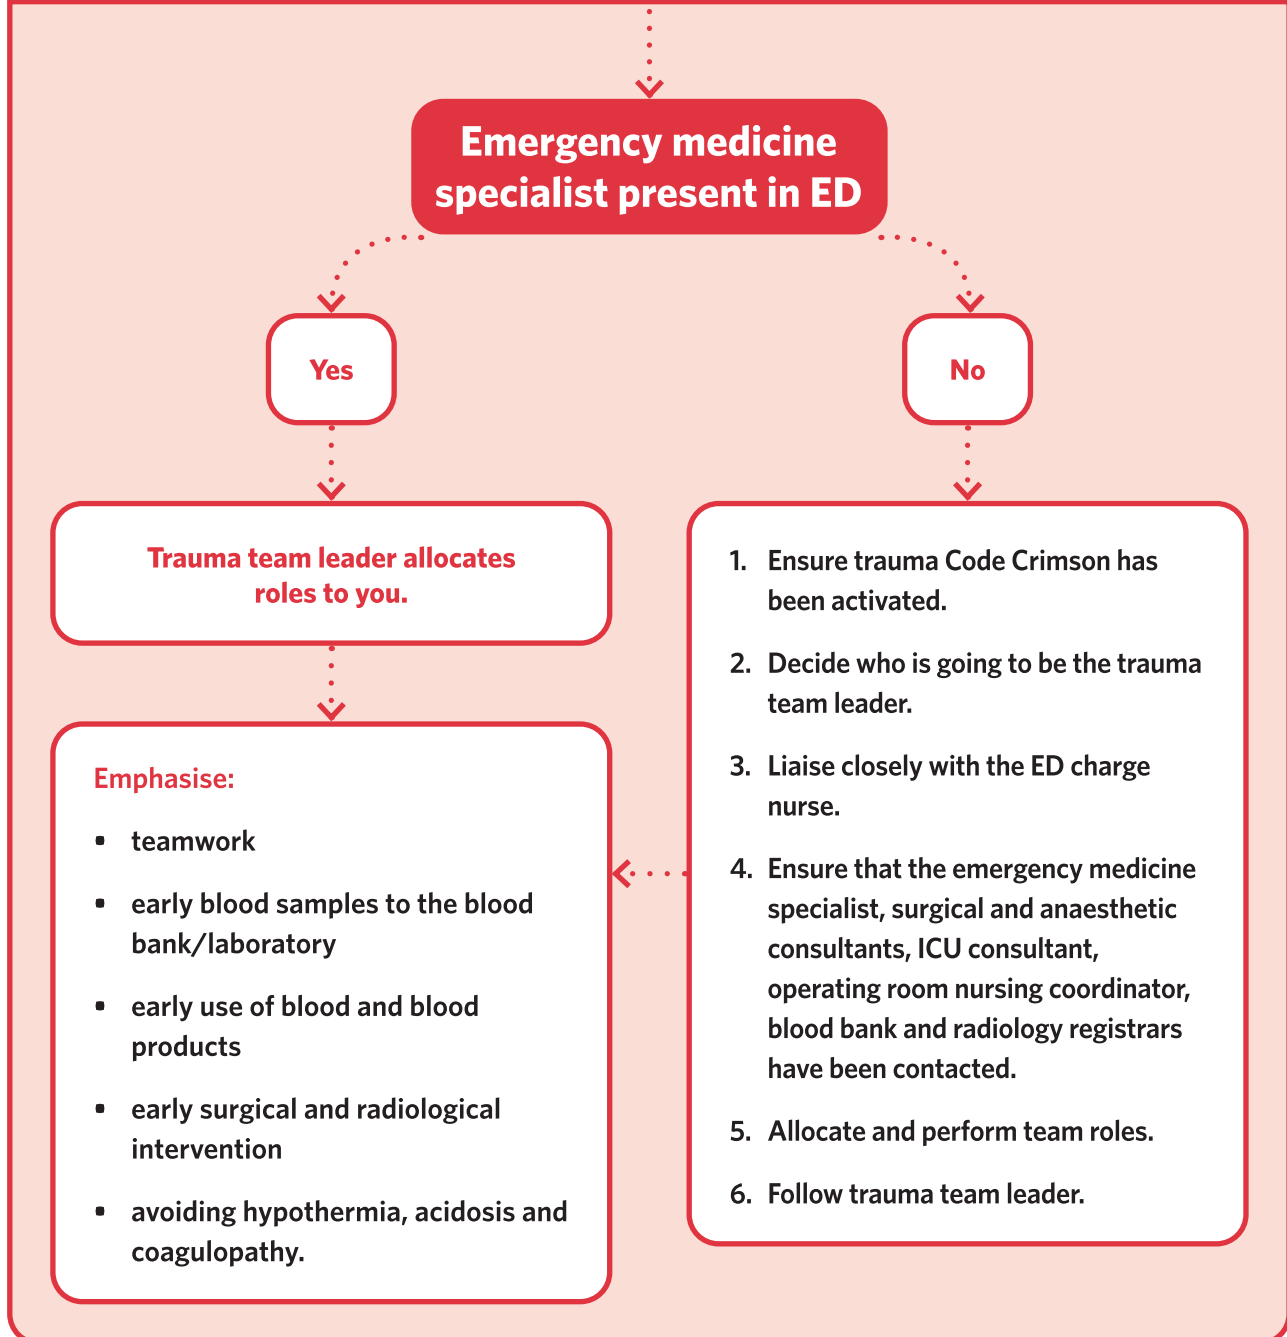 Emergency medicine
specialist present in ED
Yes
No
Trauma team leader allocates
roles to you.
Emphasise:
▪ teamwork
▪ early blood samples to the blood
bank/laboratory
▪ early use of blood and blood
products
▪ early surgical and radiological
intervention
▪ avoiding hypothermia, acidosis and
coagulopathy.
1. Ensure trauma Code Crimson has
been activated.
2. Decide who is going to be the trauma
team leader.
3. Liaise closely with the ED charge
nurse.
4. Ensure that the emergency medicine
specialist, surgical and anaesthetic
consultants, ICU consultant,
operating room nursing coordinator,
blood bank and radiology registrars
have been contacted.
5. Allocate and perform team roles.
6. Follow trauma team leader.